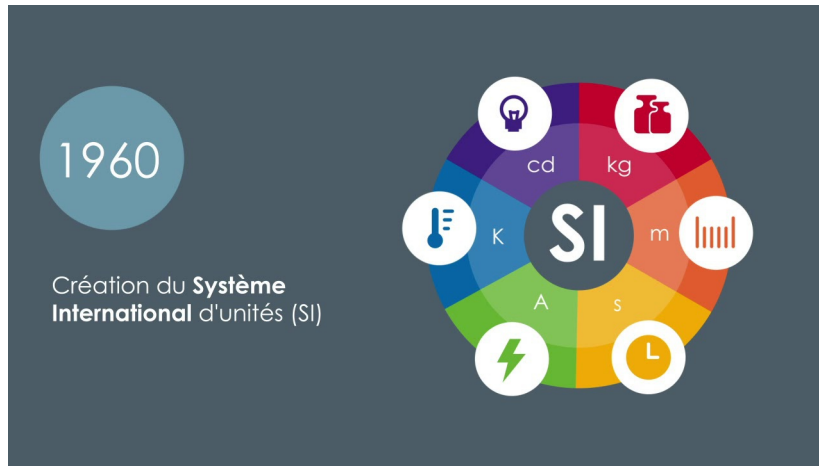 1960
Création du Système
International d'unités (SI)
cd
kg
K
SI
m
A
s